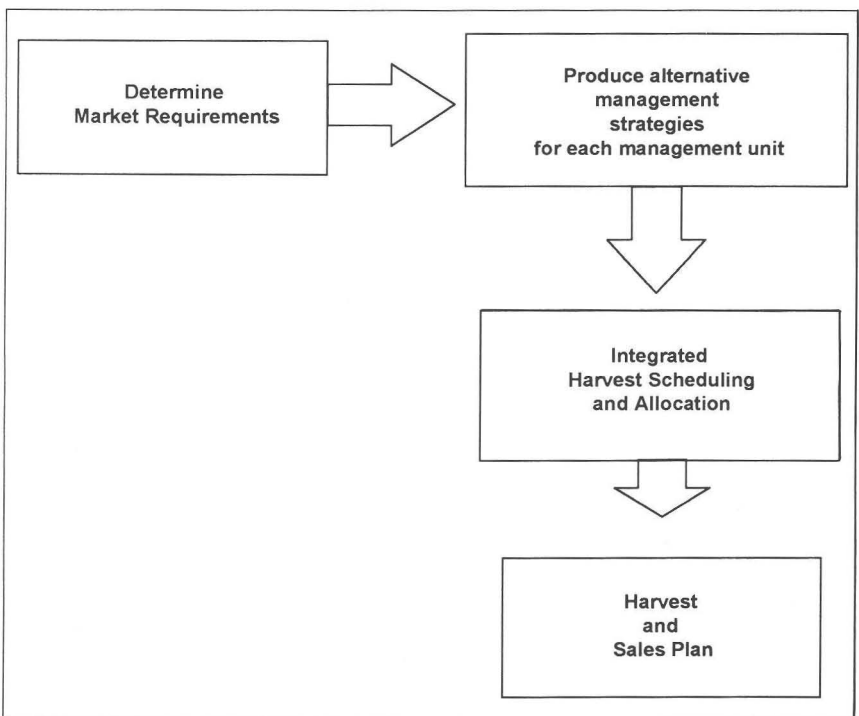 Determine
Market Requirements
Produce alternative
management
strategies
for each management unit
Integrated
Harvest Scheduling
and Allocation
Harvest
and
Sales Plan